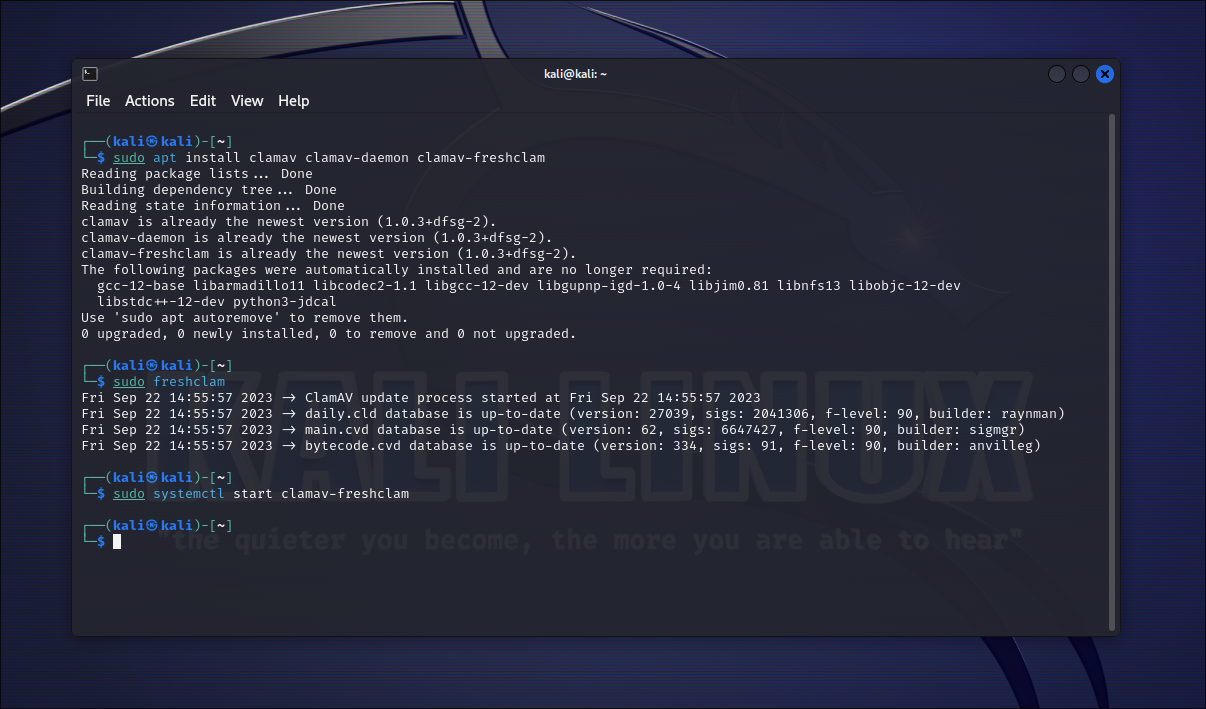 kali@kali: ~
File Actions Edit View Help
┌──(kali㉿kali)-[~]
└─$ sudo apt install clamav clamav-daemon clamav-freshclam
Reading package lists... Done
Building dependency tree... Done
Reading state information... Done
clamav is already the newest version (1.0.3+dfsg-2).
clamav-daemon is already the newest version (1.0.3+dfsg-2).
clamav-freshclam is already the newest version (1.0.3+dfsg-2).
The following packages were automatically installed and are no longer required:
  gcc-12-base libarmadillo11 libcodec2-1.1 libgcc-12-dev libgupnp-igd-1.0-4 libjim0.81 libnfs13 libobjc-12-dev
  libstdc++-12-dev python3-jdcal
Use 'sudo apt autoremove' to remove them.
0 upgraded, 0 newly installed, 0 to remove and 0 not upgraded.
┌──(kali㉿kali)-[~]
└─$ sudo freshclam
Fri Sep 22 14:55:57 2023 -> ClamAV update process started at Fri Sep 22 14:55:57 2023
Fri Sep 22 14:55:57 2023 -> daily.cld database is up-to-date (version: 27039, sigs: 2041306, f-level: 90, builder: raynman)
Fri Sep 22 14:55:57 2023 -> main.cvd database is up-to-date (version: 62, sigs: 6647427, f-level: 90, builder: sigmgr)
Fri Sep 22 14:55:57 2023 -> bytecode.cvd database is up-to-date (version: 334, sigs: 91, f-level: 90, builder: anvilleg)
┌──(kali㉿kali)-[~]
└─$ sudo systemctl start clamav-freshclam
┌──(kali㉿kali)-[~]
└─$
KALI LINUX
"the quieter you become, the more you are able to hear"